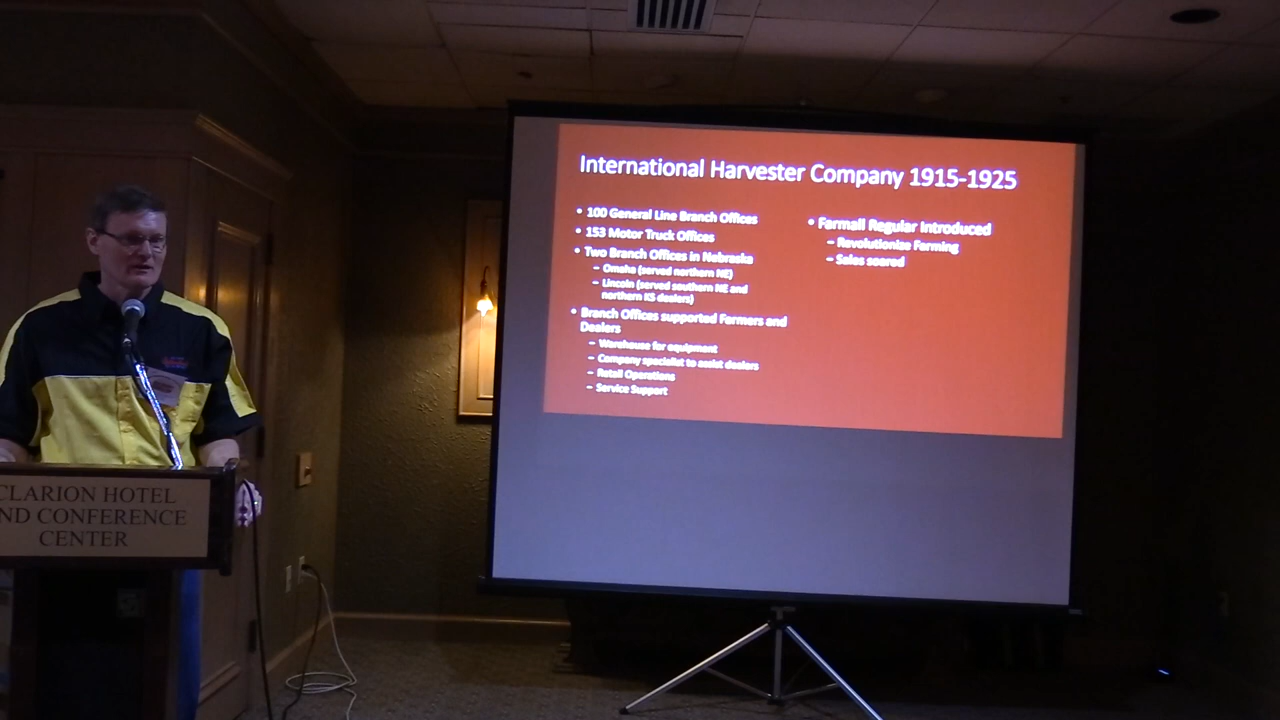 International Harvester Company 1915-1925
• 100 General Line Branch Offices
• 153 Motor Truck Offices
• Two Branch Offices in Nebraska
– Omaha (served northern NE)
– Lincoln (served southern NE and
northern KS dealers)
• Branch Offices supported Farmers and
Dealers
– Warehouse for equipment
– Company specialist to assist dealers
– Retail Operations
– Service Support
• Farmall Regular Introduced
– Revolutionize Farming
– Sales soared
CLARION HOTEL
ND CONFERENCE
CENTER